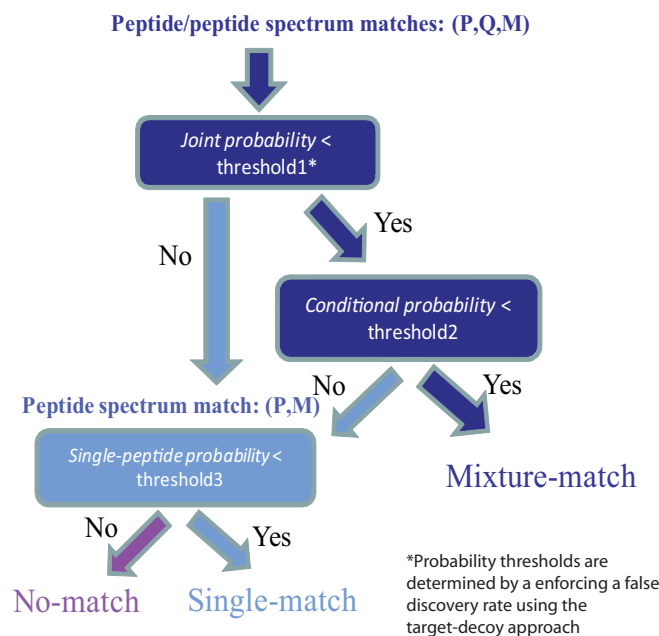 Peptide/peptide spectrum matches: (P,Q,M)
Joint probability <
threshold1*
No
Yes
Conditional probability <
threshold2
No
Yes
Peptide spectrum match: (P,M)
Single-peptide probability <
threshold3
Mixture-match
No
Yes
No-match
Single-match
*Probability thresholds are
determined by a enforcing a false
discovery rate using the
target-decoy approach